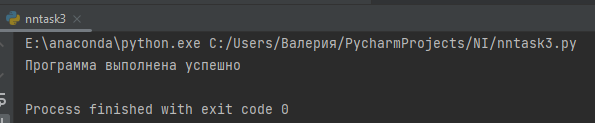 nntask3
E:\anaconda\python.exe C:/Users/Валерия/PycharmProjects/NI/nntask3.py
Программа выполнена успешно
Process finished with exit code 0